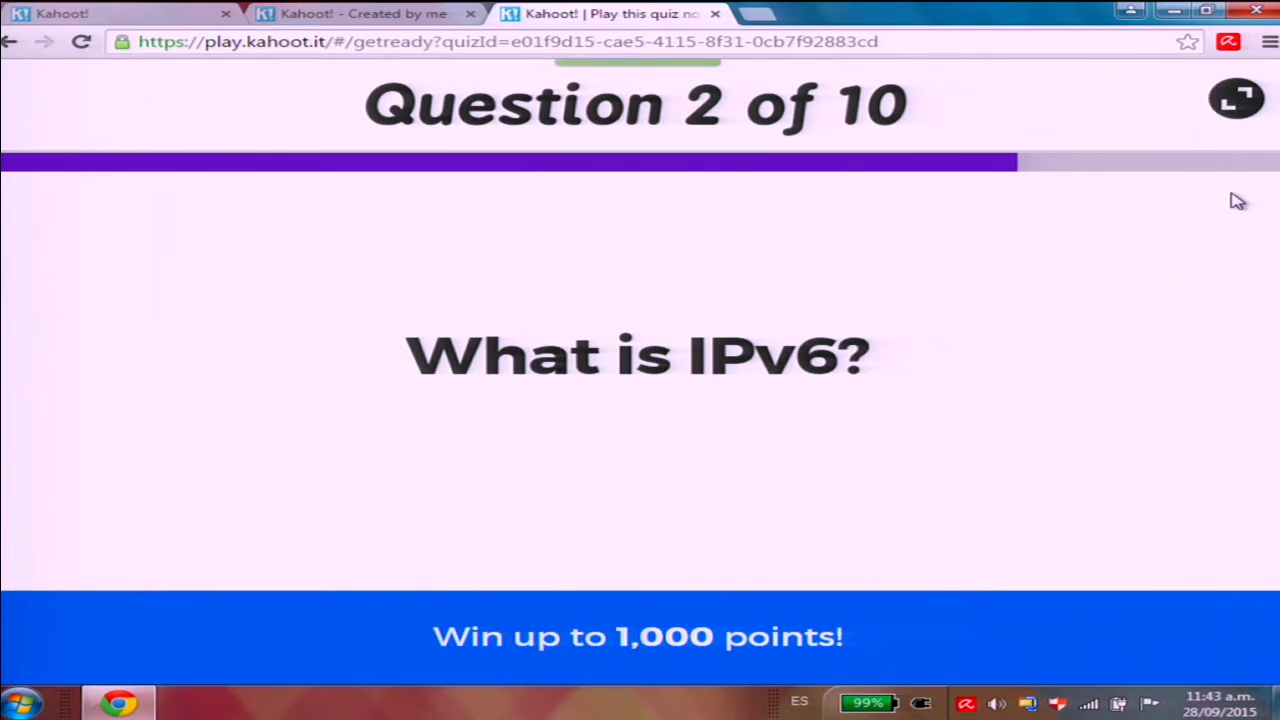 Kahoot!
Kahoot! - Created by me
Kahoot! | Play this quiz no
https://play.kahoot.it/#/getready?quizId=e01f9d15-cae5-4115-8f31-0cb7f92883cd
Question 2 of 10
What is IPv6?
Win up to 1,000 points!
ES
99%
11:43 a.m.
28/09/2015